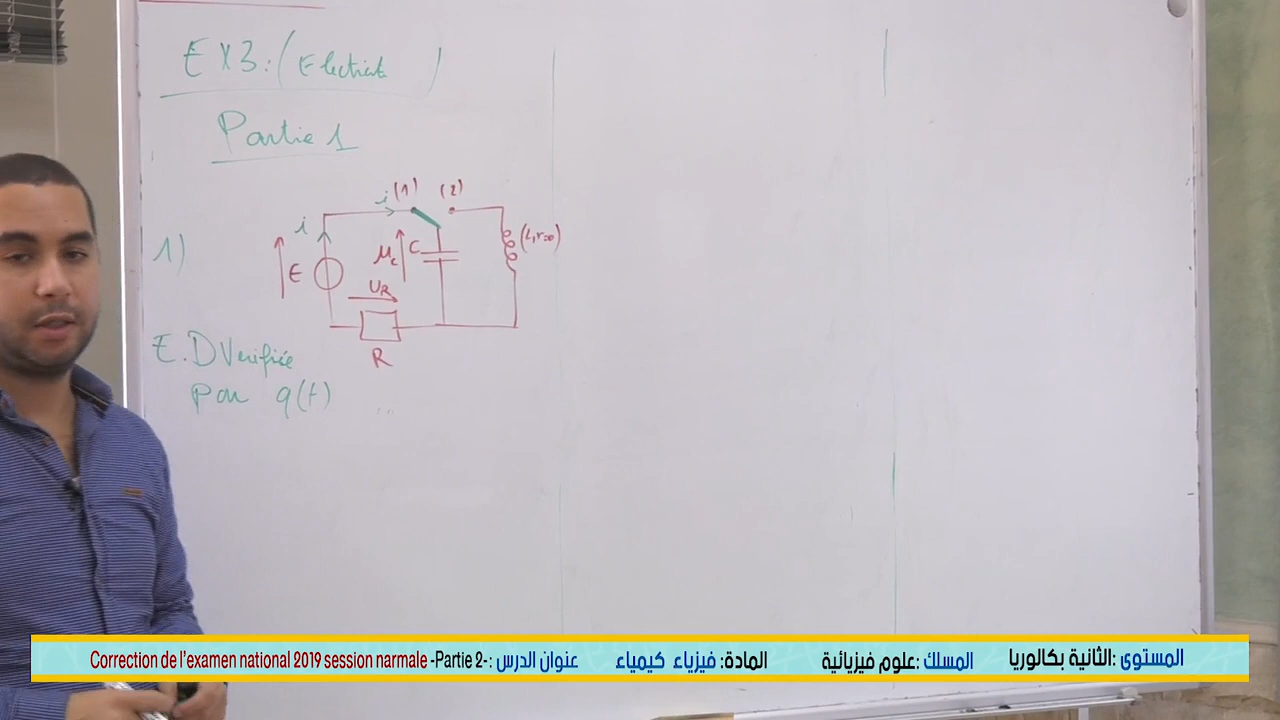 EX3: (Electricité)
Partie 1
1)
i
i
(1)
(2)
E
uc
C
(L, r=0)
UR
R
E.D Vérifiée
par q(t)
المستوى :الثانية بكالوريا المسلك :علوم فيزيائية المادة: فيزياء كيمياء عنوان الدرس :-Correction de l'examen national 2019 session narmale -Partie 2